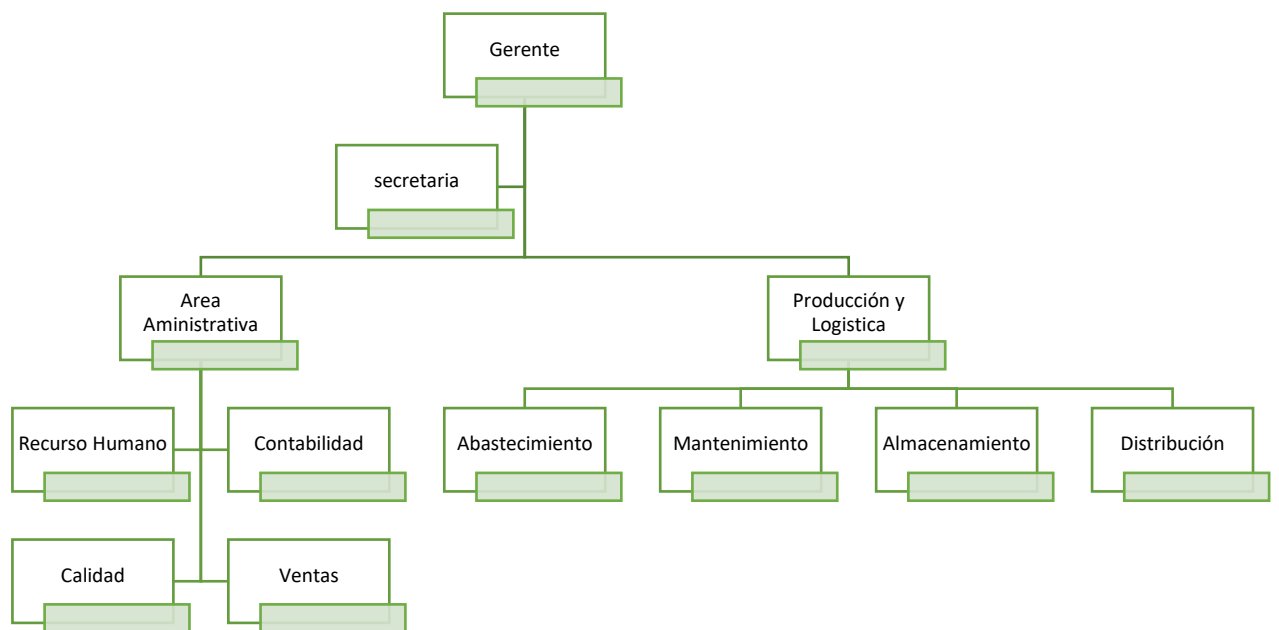 Gerente
secretaria
Area
Aministrativa
Producción y
Logistica
Recurso Humano
Contabilidad
Abastecimiento
Mantenimiento
Almacenamiento
Distribución
Calidad
Ventas